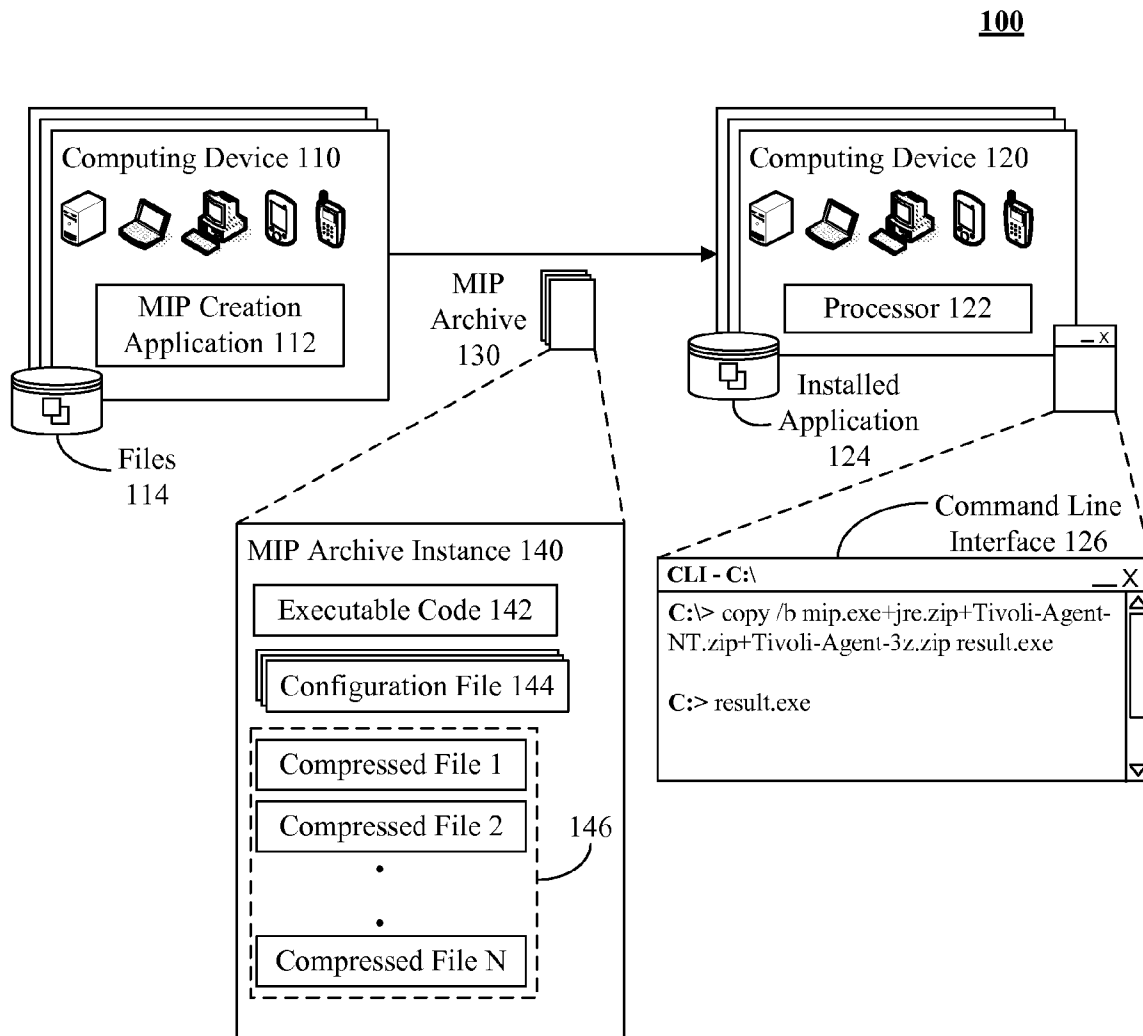 100
Computing Device 110
MIP Creation
Application 112
Files
114
MIP
Archive
130
Computing Device 120
Processor 122
_ X
Installed
Application
124
MIP Archive Instance 140
Executable Code 142
Configuration File 144
Compressed File 1
Compressed File 2
Compressed File N
146
Command Line
Interface 126
CLI - C:\ _ X
C:\> copy /b mip.exe+jre.zip+Tivoli-Agent-
NT.zip+Tivoli-Agent-3z.zip result.exe
C:> result.exe